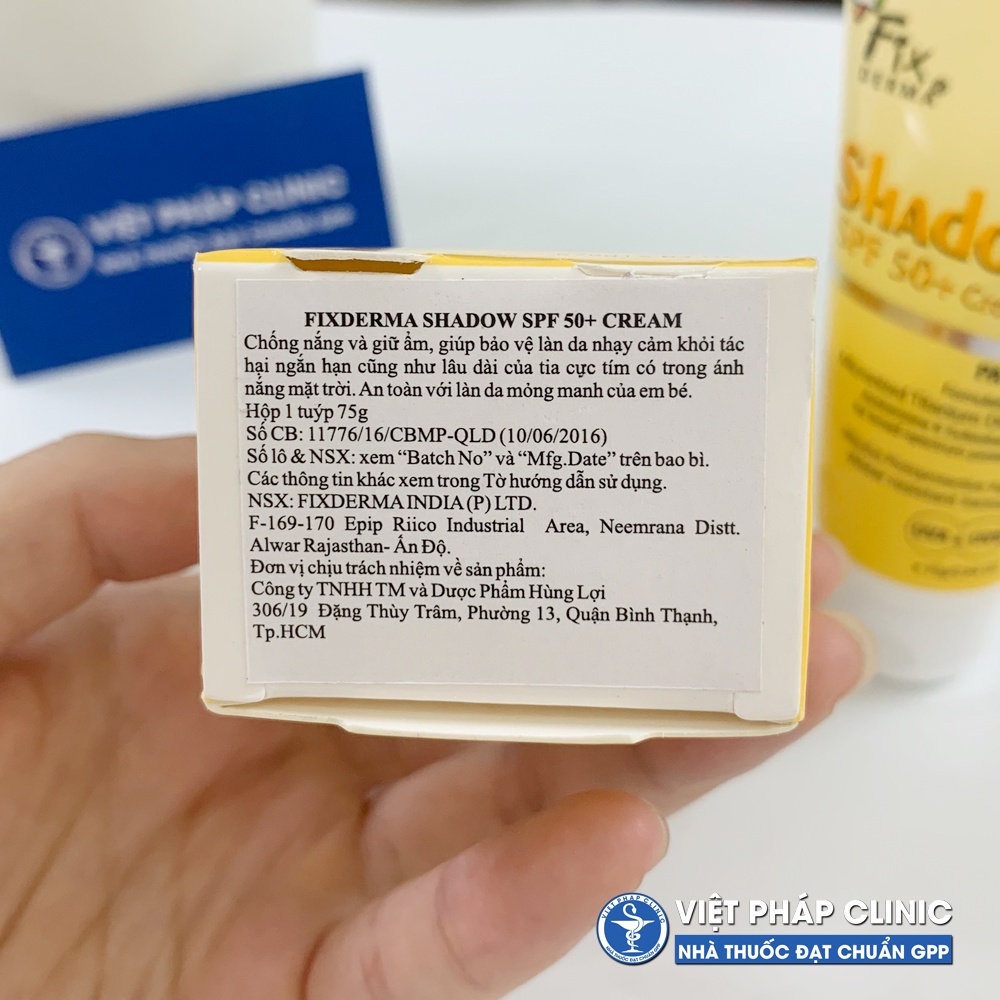 VIỆT PHÁP CLINIC
NHÀ THUỐC ĐẠT CHUẨN GPP
Fix
DERMA
Shado
SPF 50+ Cre
FIXDERMA SHADOW SPF 50+ CREAM
Chống nắng và giữ ẩm, giúp bảo vệ làn da nhạy cảm khỏi tác
hại ngắn hạn cũng như lâu dài của tia cực tím có trong ánh
nắng mặt trời. An toàn với làn da mỏng manh của em bé.
Hộp 1 tuýp 75g
Số CB: 11776/16/CBMP-QLD (10/06/2016)
Số lô & NSX: xem “Batch No” và “Mfg.Date” trên bao bì.
Các thông tin khác xem trong Tờ hướng dẫn sử dụng.
NSX: FIXDERMA INDIA (P) LTD.
F-169-170 Epip Riico Industrial Area, Neemrana Distt.
Alwar Rajasthan- Ấn Độ.
Đơn vị chịu trách nhiệm về sản phẩm:
Công ty TNHH TM và Dược Phẩm Hùng Lợi
306/19 Đặng Thùy Trâm, Phường 13, Quận Bình Thạnh,
Tp.HCM
VIỆT PHÁP CLINIC
NHÀ THUỐC ĐẠT CHUẨN GPP